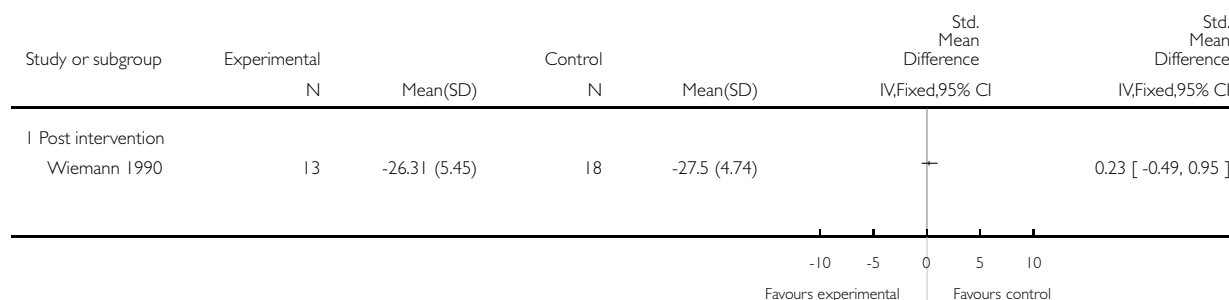 Study or subgroup Experimental Control Std. Mean Difference Std. Mean Difference
N Mean(SD) N Mean(SD) IV,Fixed,95% CI IV,Fixed,95% CI
1 Post intervention
Wiemann 1990 13 -26.31 (5.45) 18 -27.5 (4.74) 0.23 [ -0.49, 0.95 ]
-10 -5 0 5 10
Favours experimental Favours control